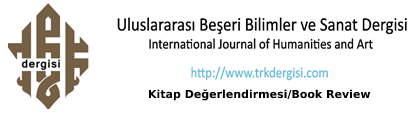 Uluslararası Beşeri Bilimler ve Sanat Dergisi
International Journal of Humanities and Art
dergisi
http://www.trkdergisi.com
Kitap Değerlendirmesi/Book Review